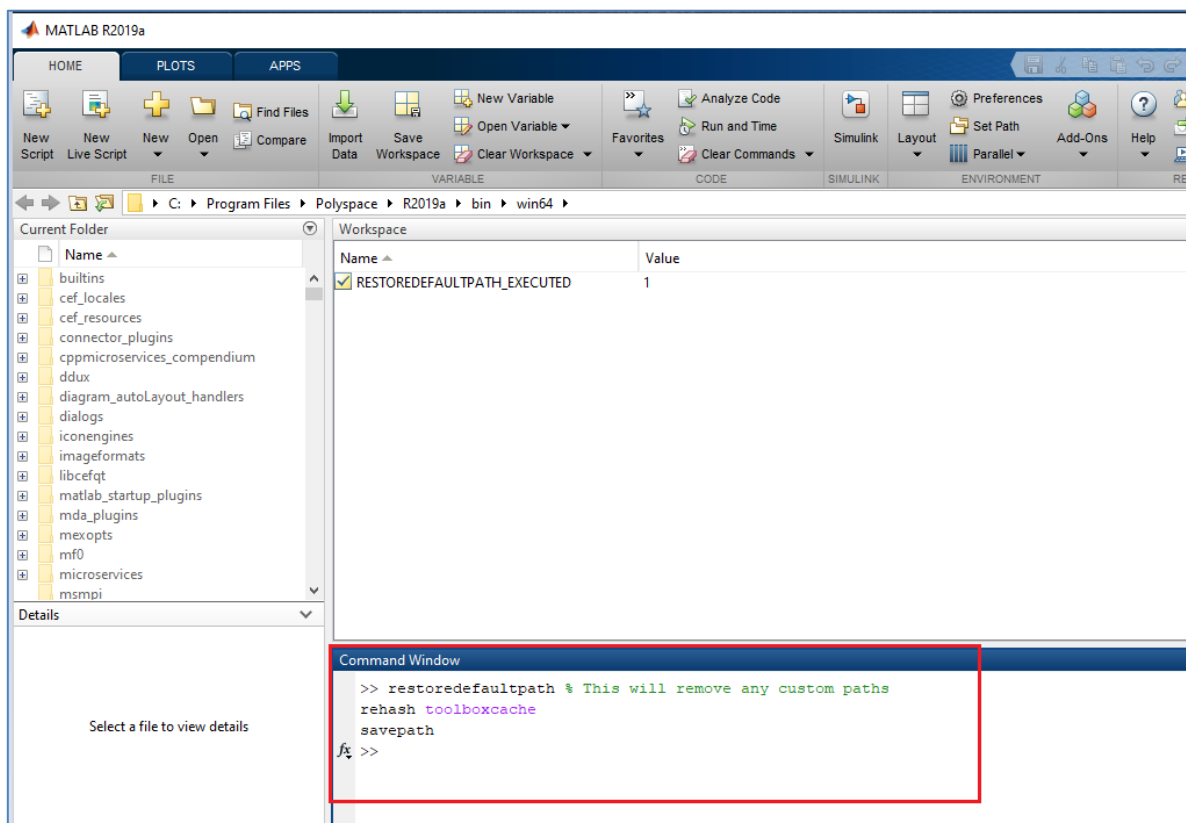 MATLAB R2019a
HOME PLOTS APPS
New Script
New Live Script
New
Open
Find Files
Compare
FILE
Import Data
Save Workspace
New Variable
Open Variable
Clear Workspace
VARIABLE
Favorites
Analyze Code
Run and Time
Clear Commands
CODE
Simulink
SIMULINK
Layout
Preferences
Set Path
Parallel
Add-Ons
ENVIRONMENT
Help
RE
C: Program Files Polyspace R2019a bin win64
Current Folder
Name
builtins
cef_locales
cef_resources
connector_plugins
cppmicroservices_compendium
ddux
diagram_autoLayout_handlers
dialogs
iconengines
imageformats
libcefqt
matlab_startup_plugins
mda_plugins
mexopts
mf0
microservices
msmpi
Details
Select a file to view details
Workspace
Name Value
RESTOREDEFAULTPATH_EXECUTED 1
Command Window
>> restoredefaultpath % This will remove any custom paths
rehash toolboxcache
savepath
fx >>